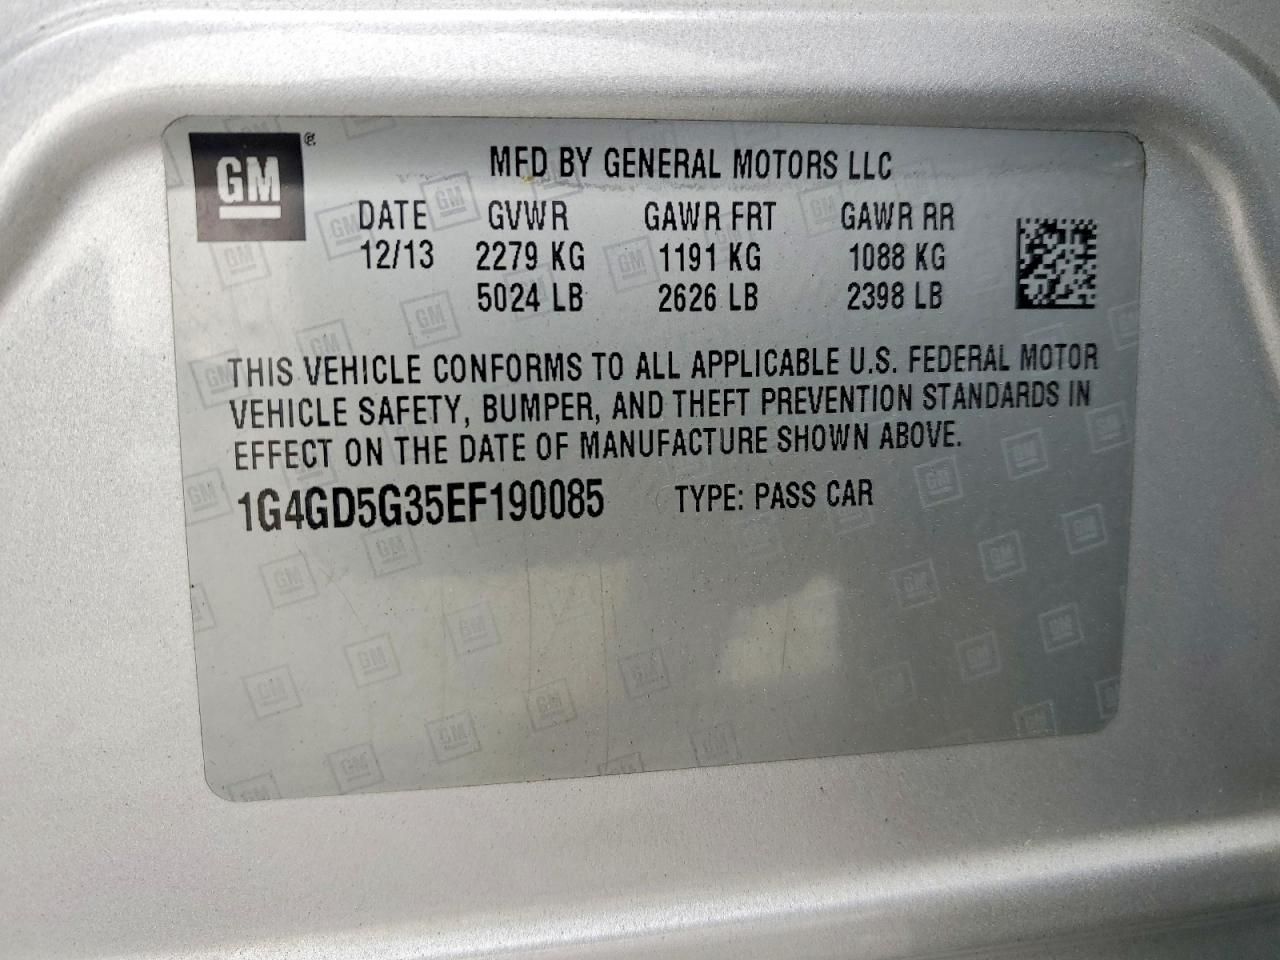 GM ®
MFD BY GENERAL MOTORS LLC
DATE GVWR GAWR FRT GAWR RR
12/13 2279 KG 1191 KG 1088 KG
5024 LB 2626 LB 2398 LB
THIS VEHICLE CONFORMS TO ALL APPLICABLE U.S. FEDERAL MOTOR
VEHICLE SAFETY, BUMPER, AND THEFT PREVENTION STANDARDS IN
EFFECT ON THE DATE OF MANUFACTURE SHOWN ABOVE.
1G4GD5G35EF190085 TYPE: PASS CAR